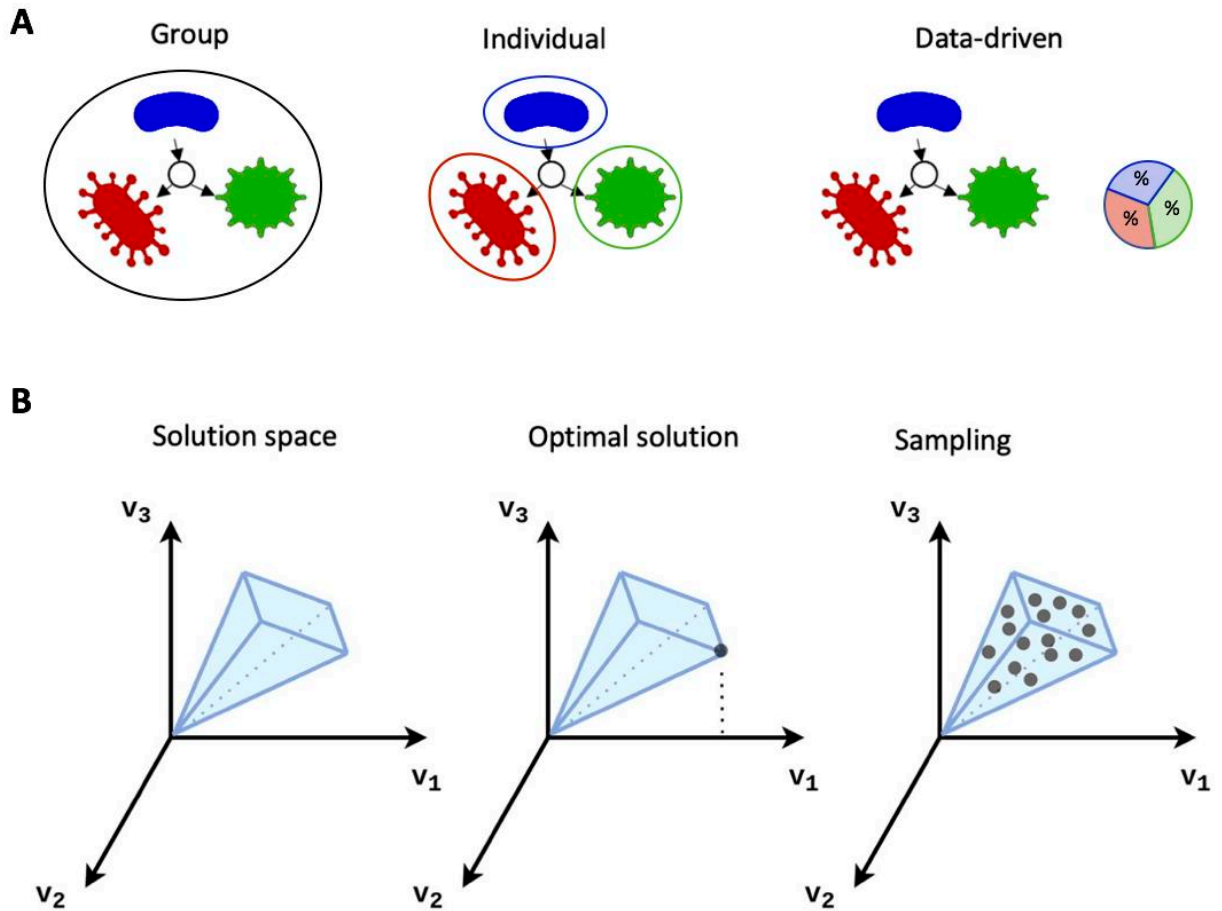 A
Group
Individual
Data-driven
%
%
%
B
Solution space
Optimal solution
Sampling
v3
v3
v3
v1
v1
v1
v2
v2
v2